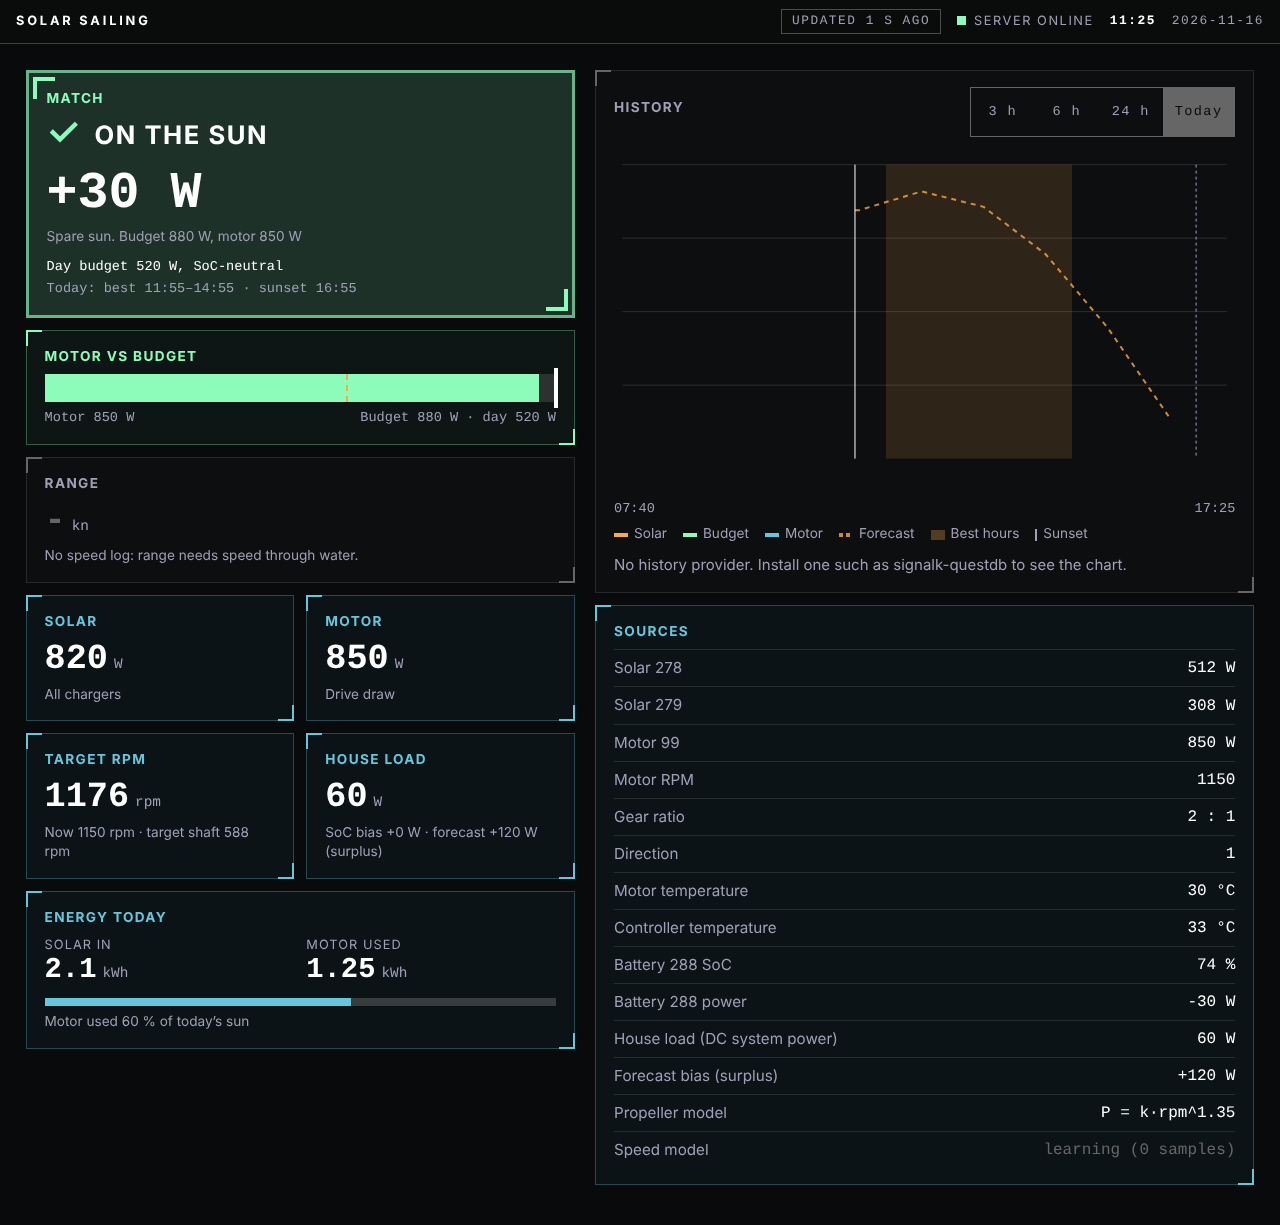 SOLAR SAILING
UPDATED 1 S AGO
SERVER ONLINE
11:25
2026-11-16
MATCH
ON THE SUN
+30 W
Spare sun. Budget 880 W, motor 850 W
Day budget 520 W, SoC-neutral
Today: best 11:55–14:55 · sunset 16:55
MOTOR VS BUDGET
Motor 850 W
Budget 880 W · day 520 W
RANGE
– kn
No speed log: range needs speed through water.
SOLAR
820 W
All chargers
MOTOR
850 W
Drive draw
TARGET RPM
1176 rpm
Now 1150 rpm · target shaft 588
rpm
HOUSE LOAD
60 W
SoC bias +0 W · forecast +120 W
(surplus)
ENERGY TODAY
SOLAR IN
2.1 kWh
MOTOR USED
1.25 kWh
Motor used 60 % of today’s sun
HISTORY
3 h
6 h
24 h
Today
07:40
17:25
Solar
Budget
Motor
Forecast
Best hours
Sunset
No history provider. Install one such as signalk-questdb to see the chart.
SOURCES
Solar 278 512 W
Solar 279 308 W
Motor 99 850 W
Motor RPM 1150
Gear ratio 2 : 1
Direction 1
Motor temperature 30 °C
Controller temperature 33 °C
Battery 288 SoC 74 %
Battery 288 power -30 W
House load (DC system power) 60 W
Forecast bias (surplus) +120 W
Propeller model P = k·rpm^1.35
Speed model learning (0 samples)